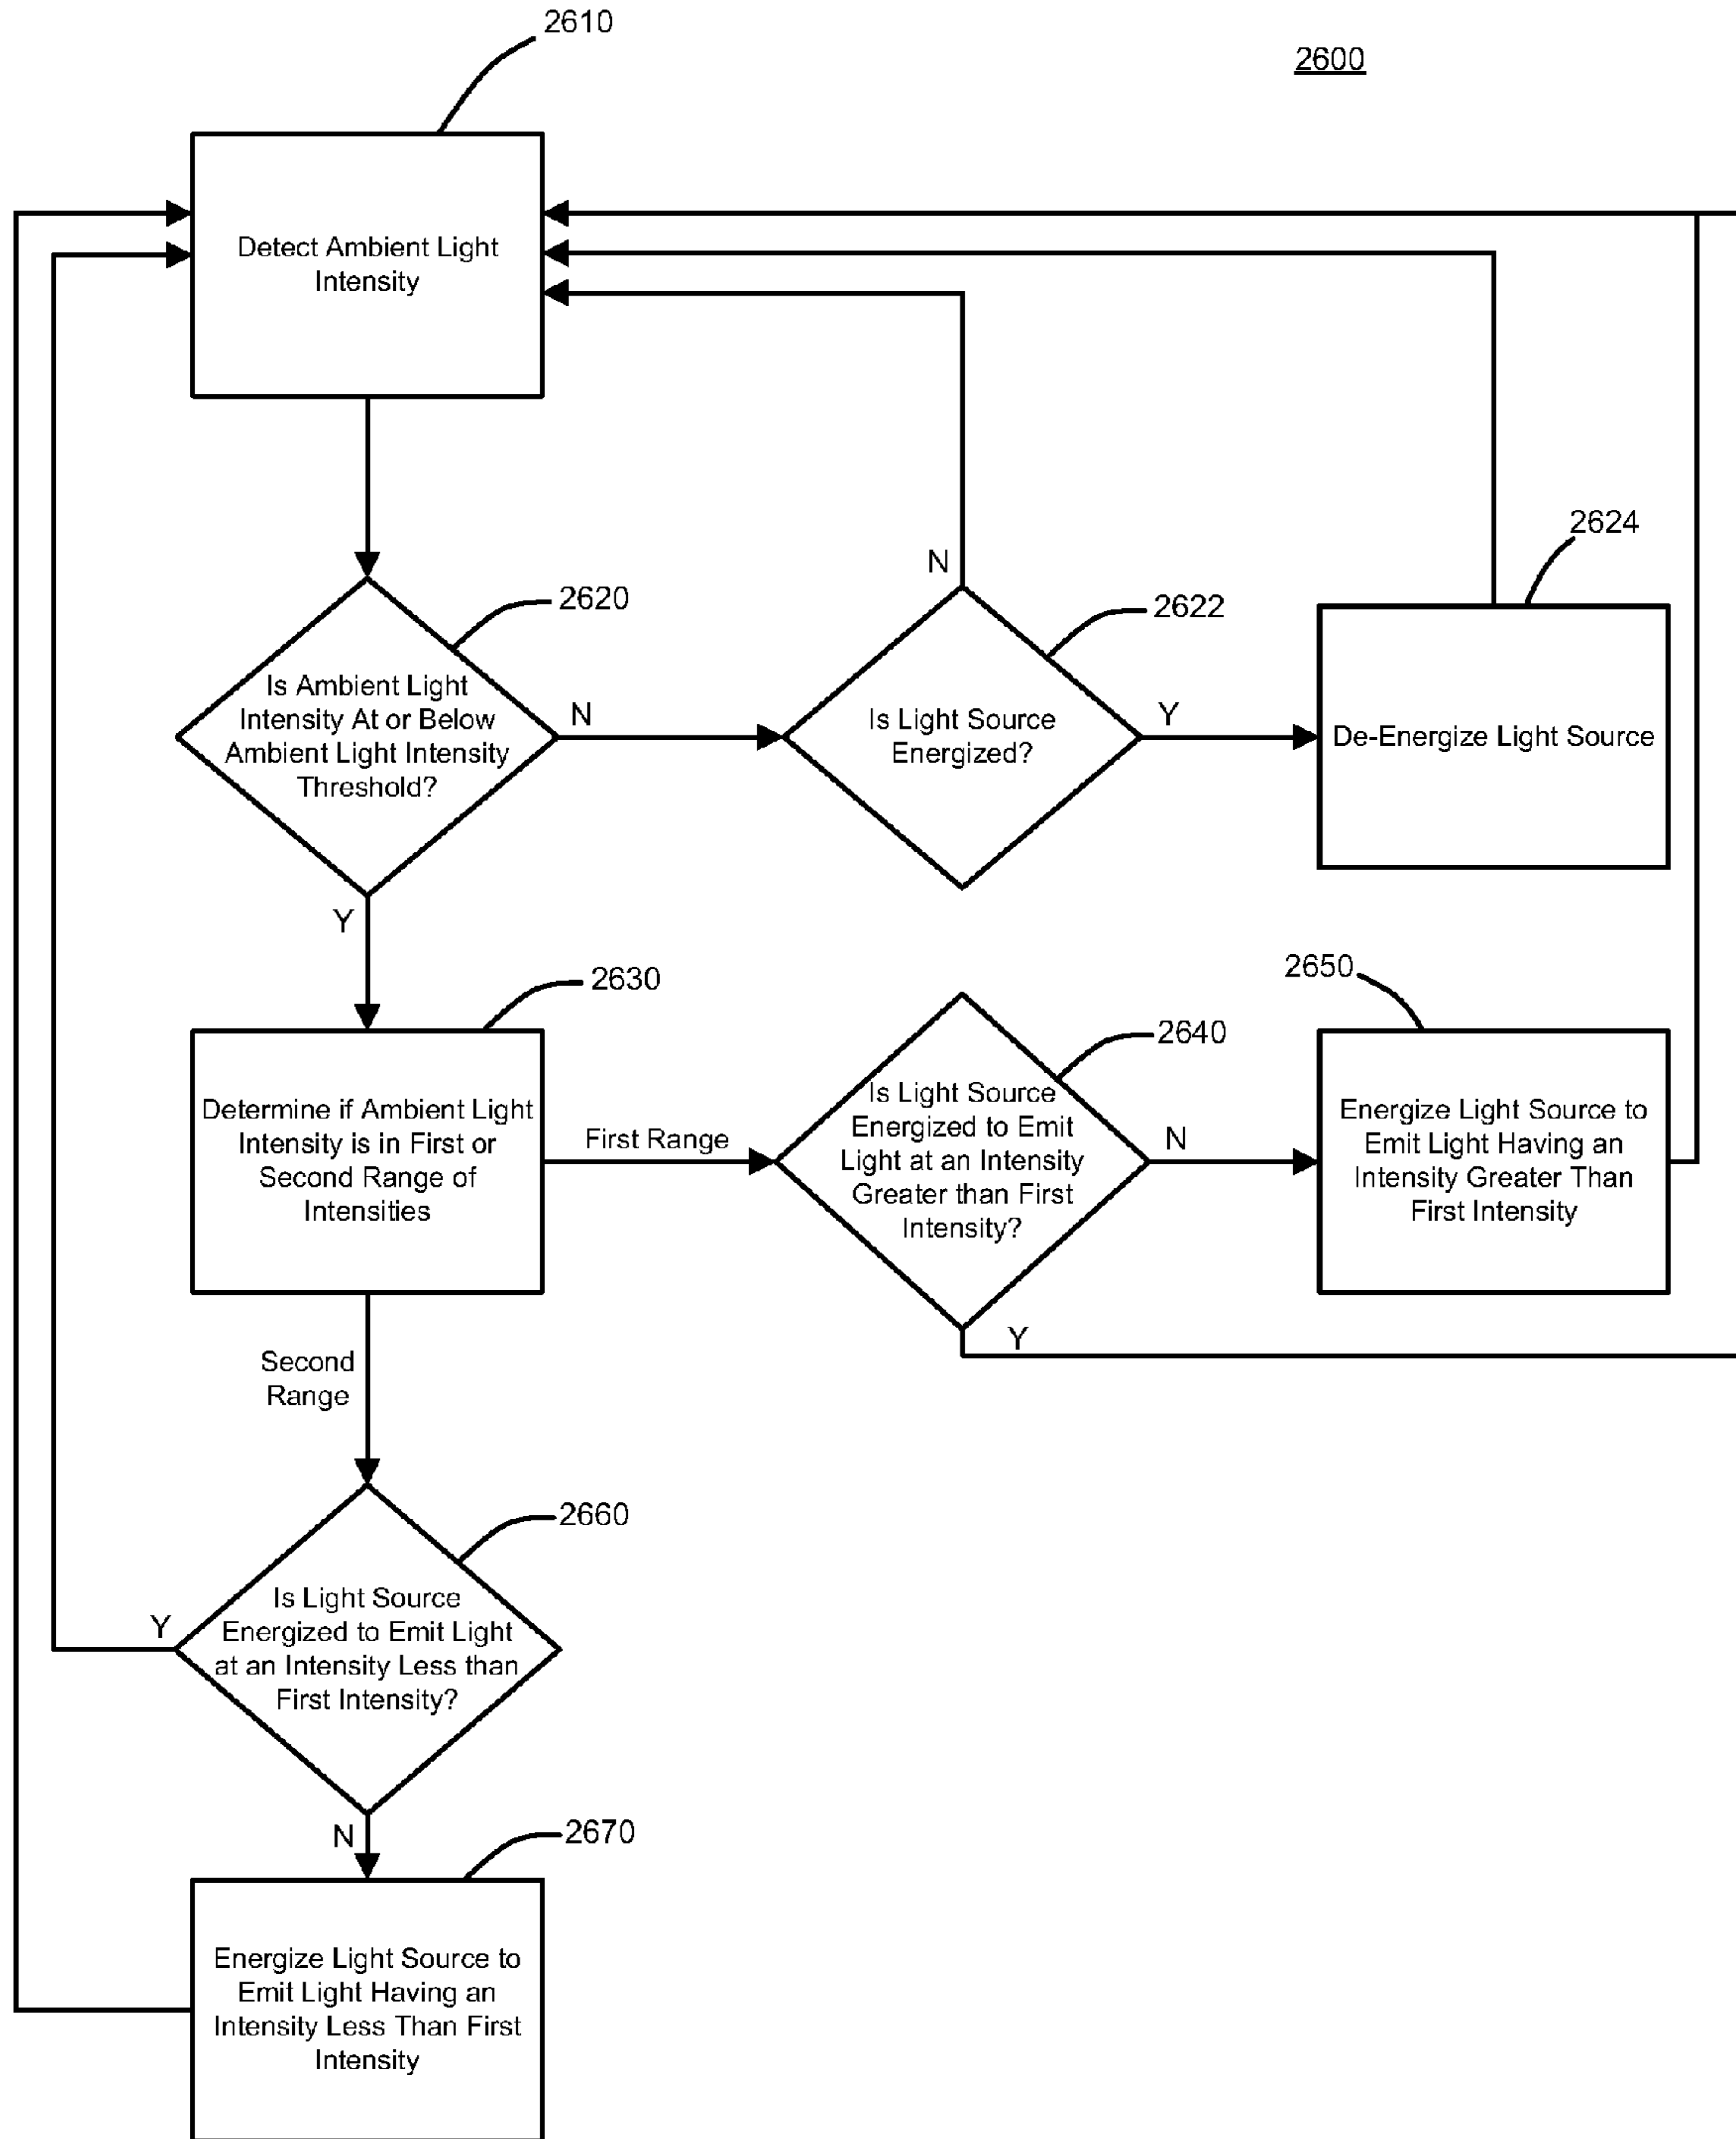 2610
2600
Detect Ambient Light
Intensity
2620
Is Ambient Light
Intensity At or Below
Ambient Light Intensity
Threshold?
N
Y
N
2622
Is Light Source
Energized?
Y
2624
De-Energize Light Source
2630
Determine if Ambient Light
Intensity is in First or
Second Range of
Intensities
First Range
2640
Is Light Source
Energized to Emit
Light at an Intensity
Greater than First
Intensity?
N
Y
2650
Energize Light Source to
Emit Light Having an
Intensity Greater Than
First Intensity
Second
Range
2660
Is Light Source
Energized to Emit Light
at an Intensity Less than
First Intensity?
Y
N
2670
Energize Light Source to
Emit Light Having an
Intensity Less Than First
Intensity